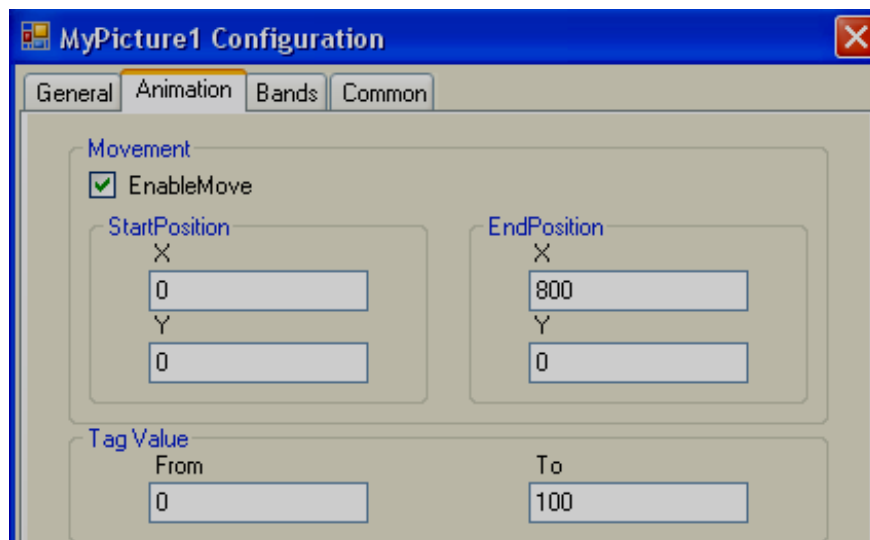 MyPicture1 Configuration
General Animation Bands Common
Movement
EnableMove
StartPosition EndPosition
X X
0 800
Y Y
0 0
Tag Value
From To
0 100